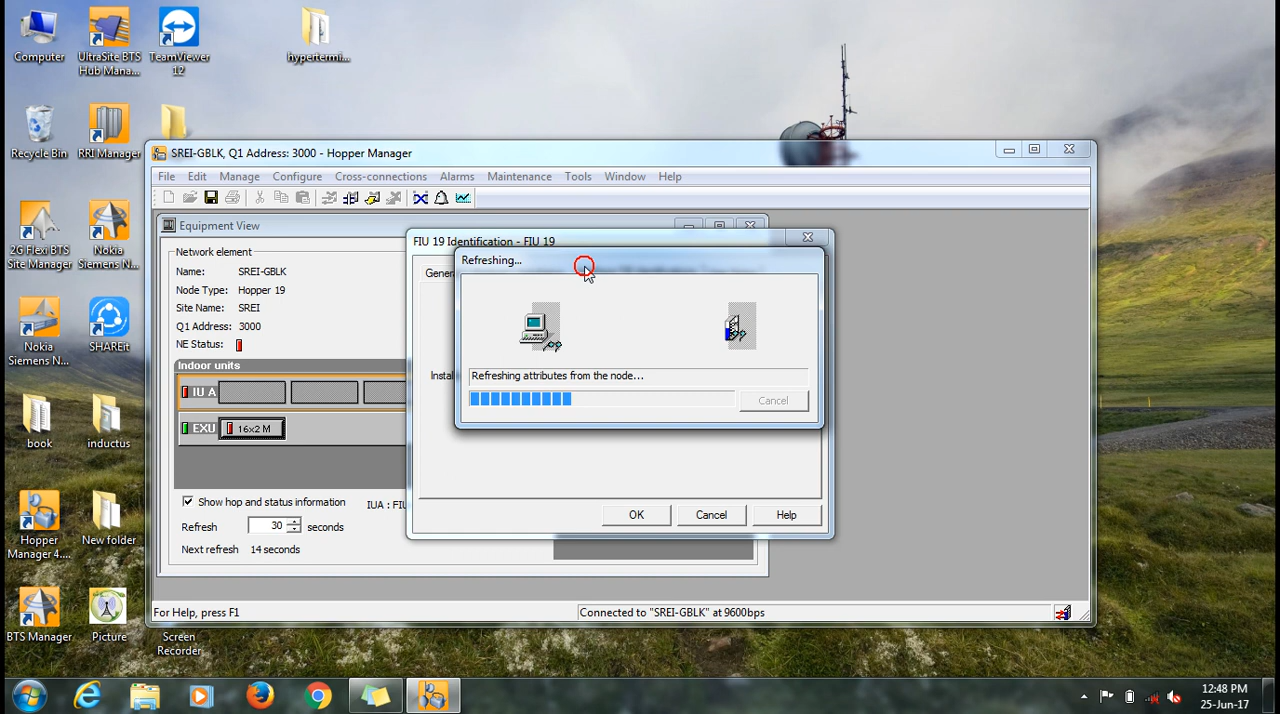 Computer
UltraSite BTS
Hub Mana...
TeamViewer
12
hypertermi...
Recycle Bin
RRI Manager
2G Flexi BTS
Site Manager
Nokia
Siemens N...
Nokia
Siemens N...
SHAREit
book
inductus
Hopper
Manager 4....
New folder
BTS Manager
Picture
Screen
Recorder
SREI-GBLK, Q1 Address: 3000 - Hopper Manager
File Edit Manage Configure Cross-connections Alarms Maintenance Tools Window Help
Equipment View
Network element
Name: SREI-GBLK
Node Type: Hopper 19
Site Name: SREI
Q1 Address: 3000
NE Status:
Indoor units
IU A
EXU 16x2 M
Show hop and status information
IUA : FIU
Refresh 30 seconds
Next refresh 14 seconds
FIU 19 Identification - FIU 19
Refreshing...
Refreshing attributes from the node...
Cancel
OK Cancel Help
For Help, press F1
Connected to "SREI-GBLK" at 9600bps
12:48 PM
25-Jun-17